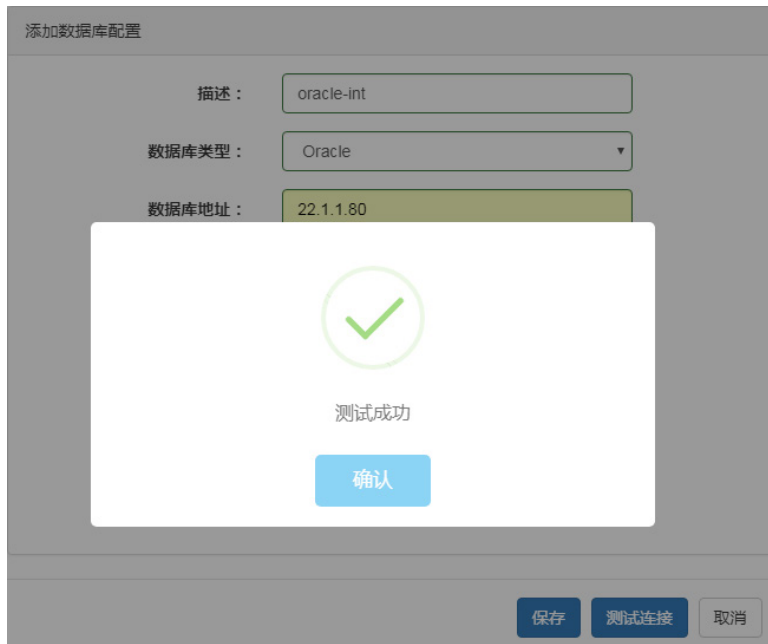 添加数据库配置
描述： oracle-int
数据库类型： Oracle
数据库地址： 22.1.1.80
测试成功
确认
保存 测试连接 取消